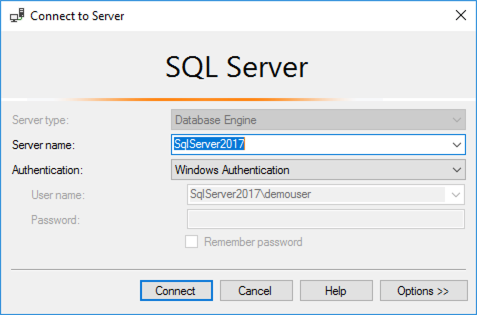 Connect to Server
SQL Server
Server type: Database Engine
Server name: SqlServer2017
Authentication: Windows Authentication
User name: SqlServer2017\demouser
Password:
Remember password
Connect Cancel Help Options >>